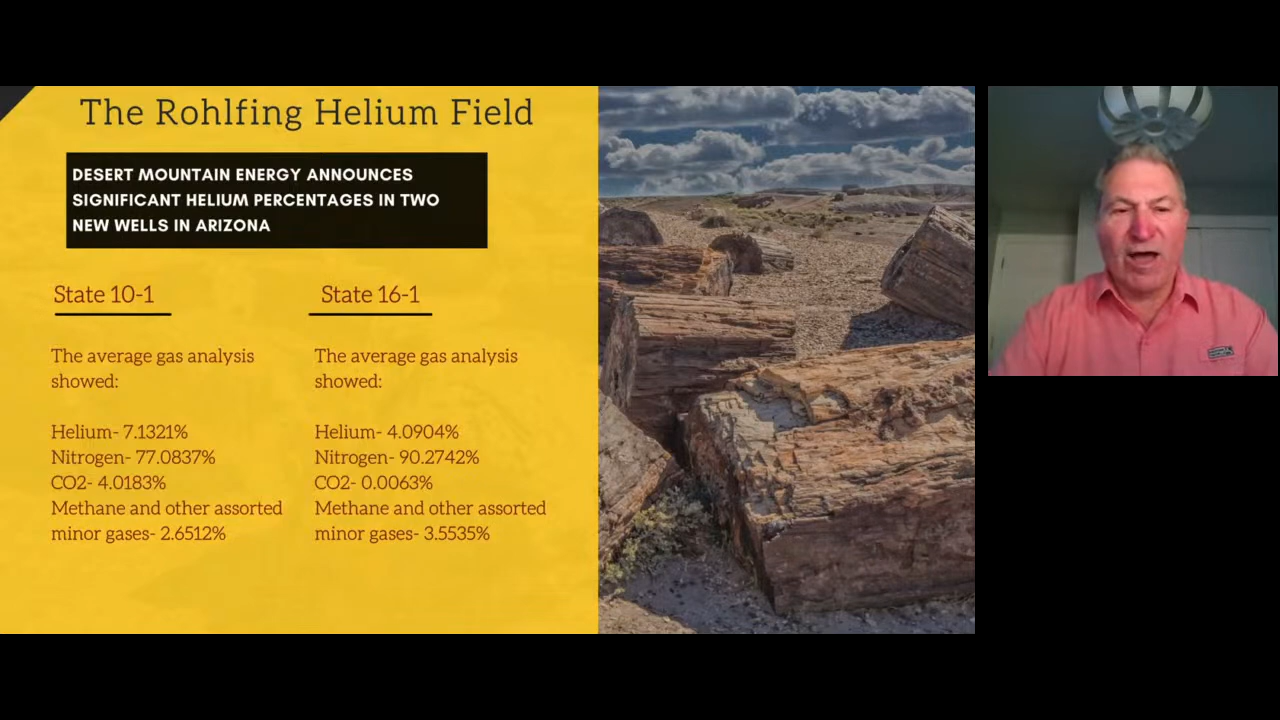 The Rohlfing Helium Field
DESERT MOUNTAIN ENERGY ANNOUNCES
SIGNIFICANT HELIUM PERCENTAGES IN TWO
NEW WELLS IN ARIZONA
State 10-1
The average gas analysis
showed:
Helium- 7.1321%
Nitrogen- 77.0837%
CO2- 4.0183%
Methane and other assorted
minor gases- 2.6512%
State 16-1
The average gas analysis
showed:
Helium- 4.0904%
Nitrogen- 90.2742%
CO2- 0.0063%
Methane and other assorted
minor gases- 3.5535%